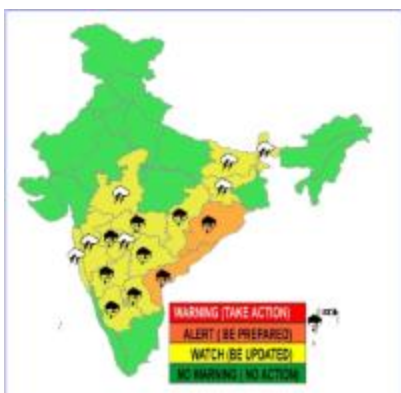 WARNING (TAKE ACTION)
ALERT ( BE PREPARED)
WATCH (BE UPDATED)
NO WARNING ( NO ACTION)